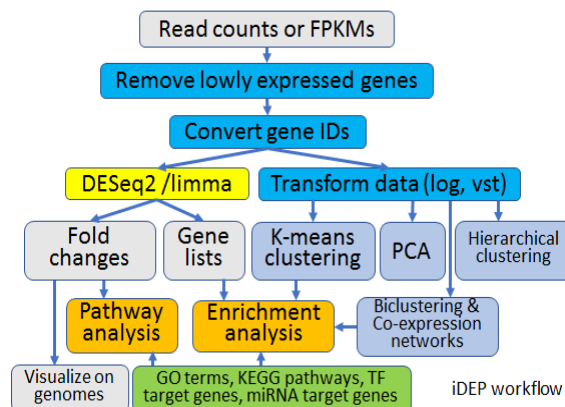 Read counts or FPKMs
Remove lowly expressed genes
Convert gene IDs
DESeq2 /limma
Transform data (log, vst)
Fold
changes
Gene
lists
K-means
clustering
PCA
Hierarchical
clustering
Pathway
analysis
Enrichment
analysis
Biclustering &
Co-expression
networks
Visualize on
genomes
GO terms, KEGG pathways, TF
target genes, miRNA target genes
iDEP workflow